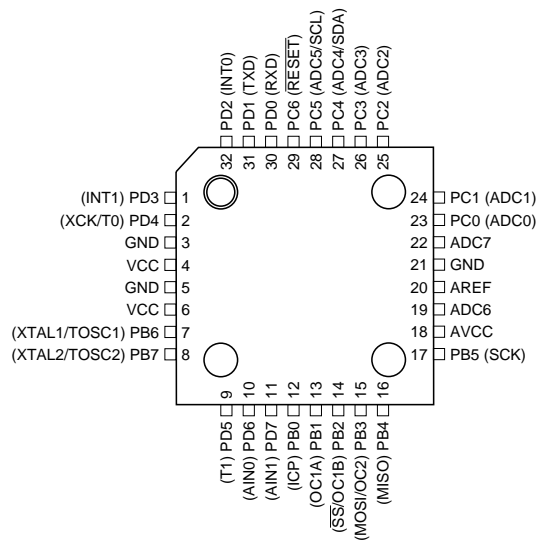 PD2 (INT0)
PD1 (TXD)
PD0 (RXD)
PC6 (RESET)
PC5 (ADC5/SCL)
PC4 (ADC4/SDA)
PC3 (ADC3)
PC2 (ADC2)
32
31
30
29
28
27
26
25
(INT1) PD3 1
(XCK/T0) PD4 2
GND 3
VCC 4
GND 5
VCC 6
(XTAL1/TOSC1) PB6 7
(XTAL2/TOSC2) PB7 8
24 PC1 (ADC1)
23 PC0 (ADC0)
22 ADC7
21 GND
20 AREF
19 ADC6
18 AVCC
17 PB5 (SCK)
9
10
11
12
13
14
15
16
(T1) PD5
(AIN0) PD6
(AIN1) PD7
(ICP) PB0
(OC1A) PB1
(SS/OC1B) PB2
(MOSI/OC2) PB3
(MISO) PB4